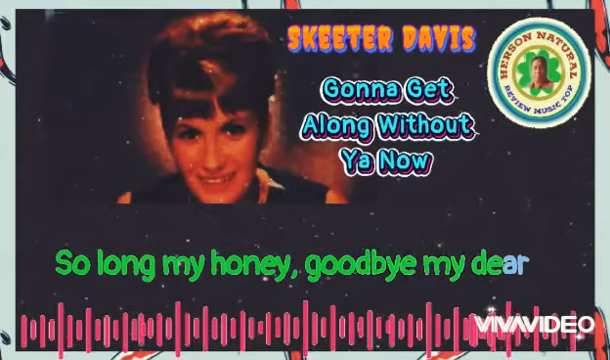 SKEETER DAVIS
Gonna Get
Along Without
Ya Now
HERSON NATURAL
REVIEW MUSIC TOP
So long my honey, goodbye my dear
VIVAVIDEO